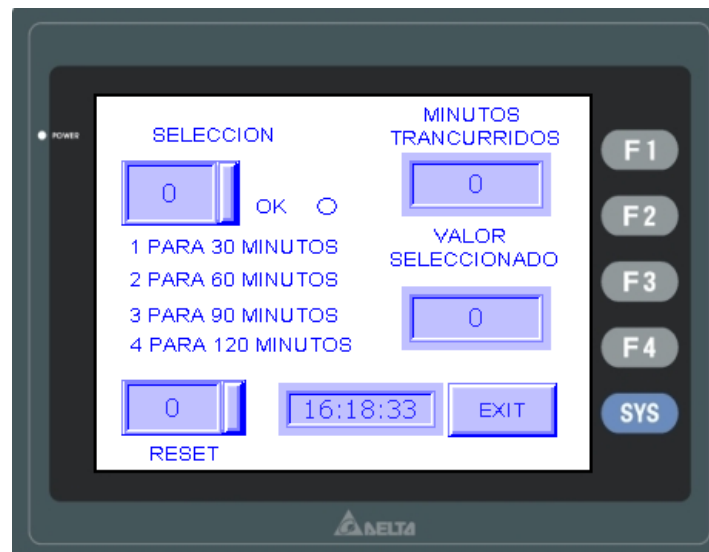 POWER
SELECCION
0
OK
1 PARA 30 MINUTOS
2 PARA 60 MINUTOS
3 PARA 90 MINUTOS
4 PARA 120 MINUTOS
0
RESET
MINUTOS
TRANCURRIDOS
0
VALOR
SELECCIONADO
0
16:18:33
EXIT
F1
F2
F3
F4
SYS
DELTA